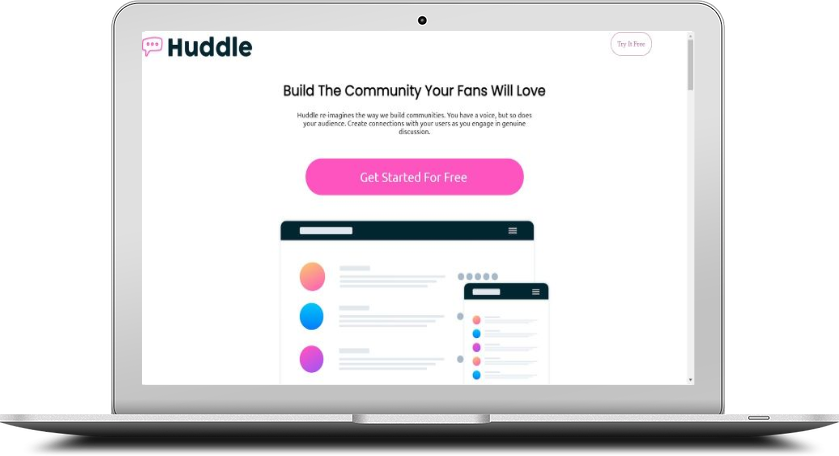 Huddle
Try It Free
Build The Community Your Fans Will Love
Huddle re-imagines the way we build communities. You have a voice, but so does
your audience. Create connections with your users as you engage in genuine
discussion.
Get Started For Free